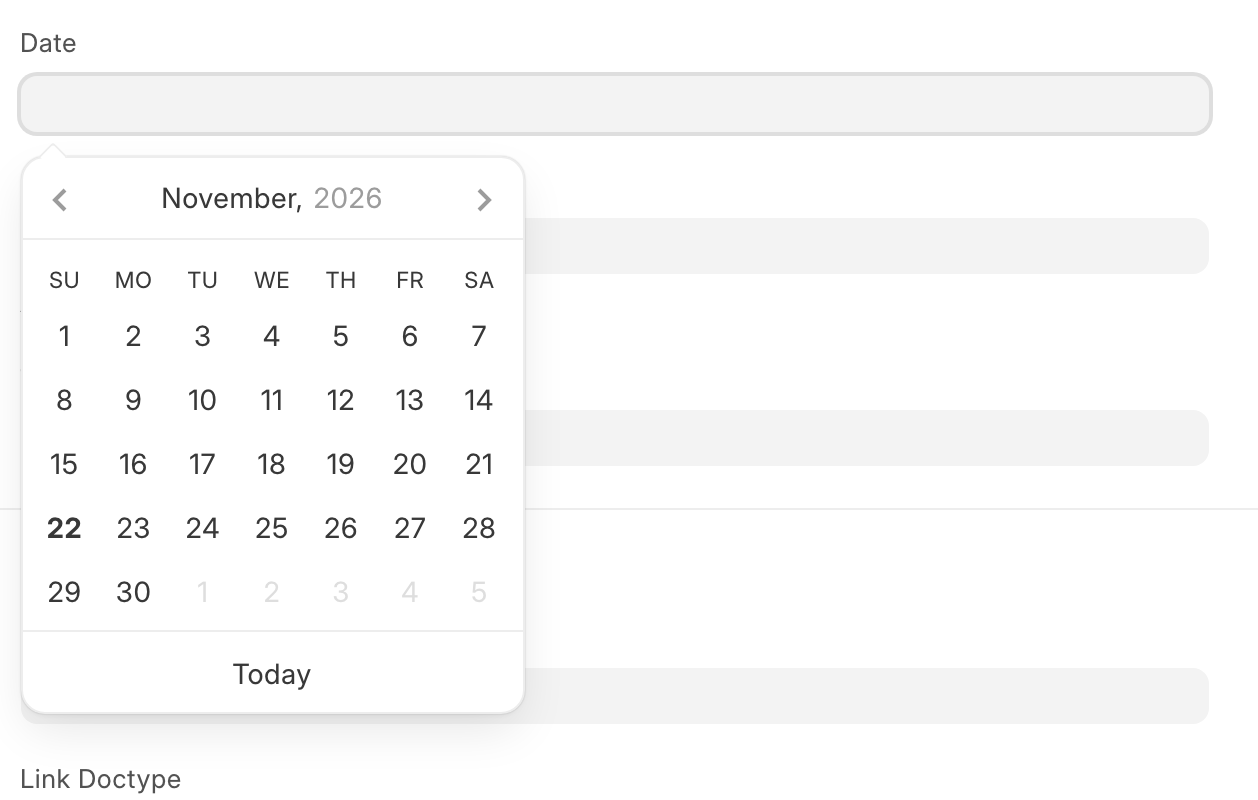 Date
November, 2026
SU MO TU WE TH FR SA
1 2 3 4 5 6 7
8 9 10 11 12 13 14
15 16 17 18 19 20 21
22 23 24 25 26 27 28
29 30 1 2 3 4 5
Today
Link Doctype